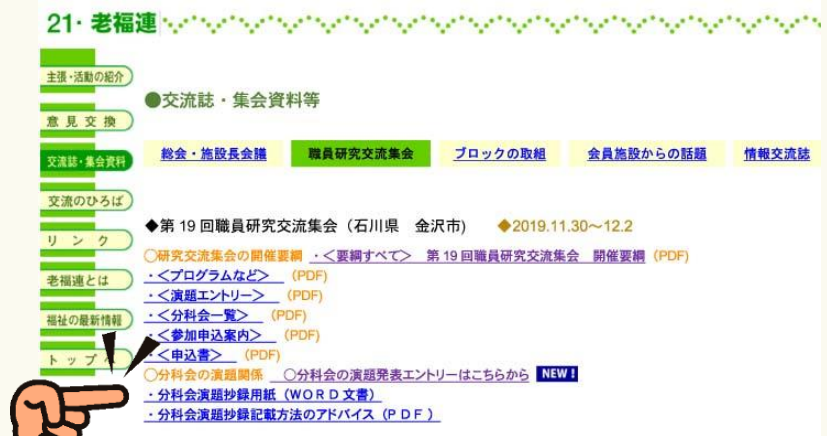 21・老福連
主張・活動の紹介
意見交換
交流誌・集会資料
交流のひろば
リンク
老福連とは
福祉の最新情報
トップへ
●交流誌・集会資料等
総会・施設長会議　職員研究交流集会　ブロックの取組　会員施設からの話題　情報交流誌
◆第19回職員研究交流集会（石川県　金沢市）　◆2019.11.30～12.2
〇研究交流集会の開催要綱　・＜要綱すべて＞　第19回職員研究交流集会　開催要綱（PDF）
・＜プログラムなど＞　（PDF）
・＜演題エントリー＞　（PDF）
・＜分科会一覧＞　（PDF）
・＜参加申込案内＞　（PDF）
・＜申込書＞　（PDF）
〇分科会の演題関係　〇分科会の演題発表エントリーはこちらから　NEW！
・分科会演題抄録用紙（WORD文書）
・分科会演題抄録記載方法のアドバイス（PDF）